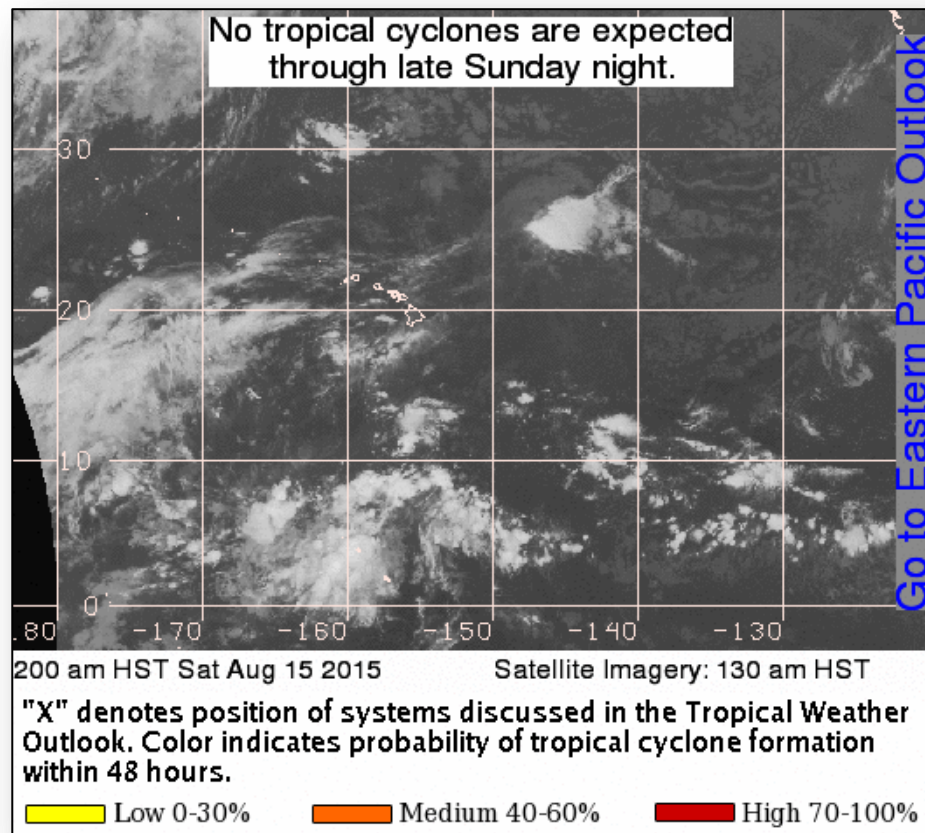 No tropical cyclones are expected
through late Sunday night.
Go to Eastern Pacific Outlook
30
20
10
0
.80 -170 -160 -150 -140 -130
200 am HST Sat Aug 15 2015 Satellite Imagery: 130 am HST
"X" denotes position of systems discussed in the Tropical Weather
Outlook. Color indicates probability of tropical cyclone formation
within 48 hours.
Low 0-30% Medium 40-60% High 70-100%